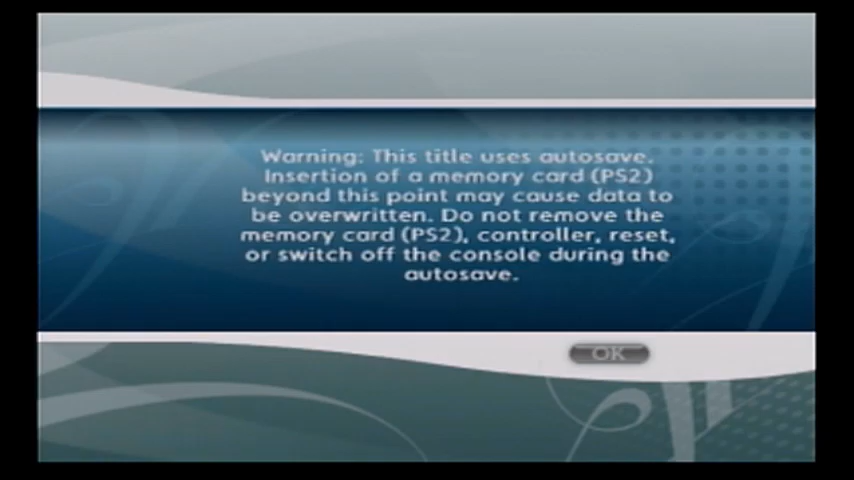 Warning: This title uses autosave.
Insertion of a memory card (PS2)
beyond this point may cause data to
be overwritten. Do not remove the
memory card (PS2), controller, reset,
or switch off the console during the
autosave.
OK